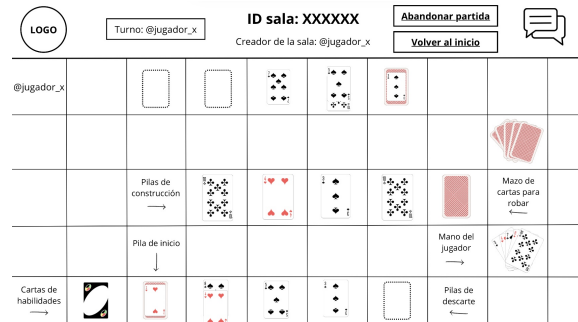 LOGO
Turno: @jugador_x
ID sala: XXXXXX
Creador de la sala: @jugador_x
Abandonar partida
Volver al inicio
@jugador_x
Pilas de
construcción
Mazo de
cartas para
robar
Pila de inicio
Mano del
jugador
Cartas de
habilidades
Pilas de
descarte